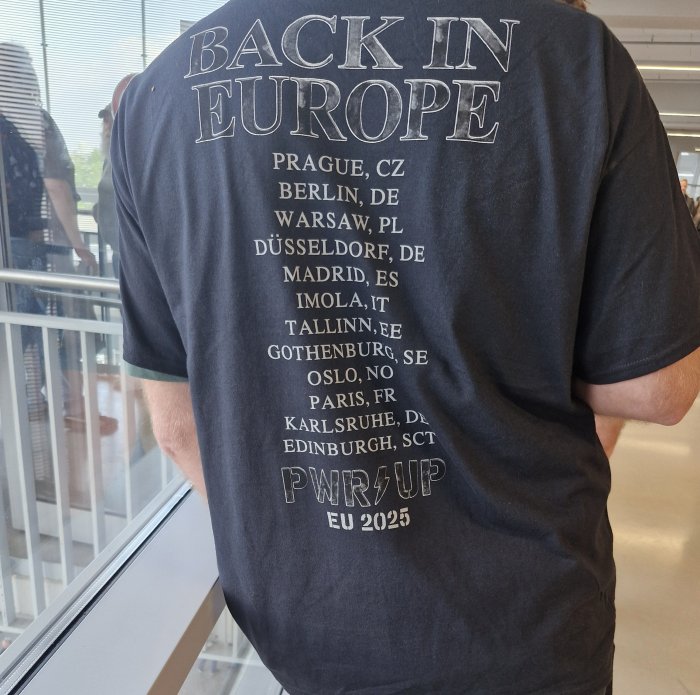 BACK IN
EUROPE
PRAGUE, CZ
BERLIN, DE
WARSAW, PL
DÜSSELDORF, DE
MADRID, ES
IMOLA, IT
TALLINN, EE
GOTHENBURG, SE
OSLO, NO
PARIS, FR
KARLSRUHE, DE
EDINBURGH, SCT
PWR⚡UP
EU 2025